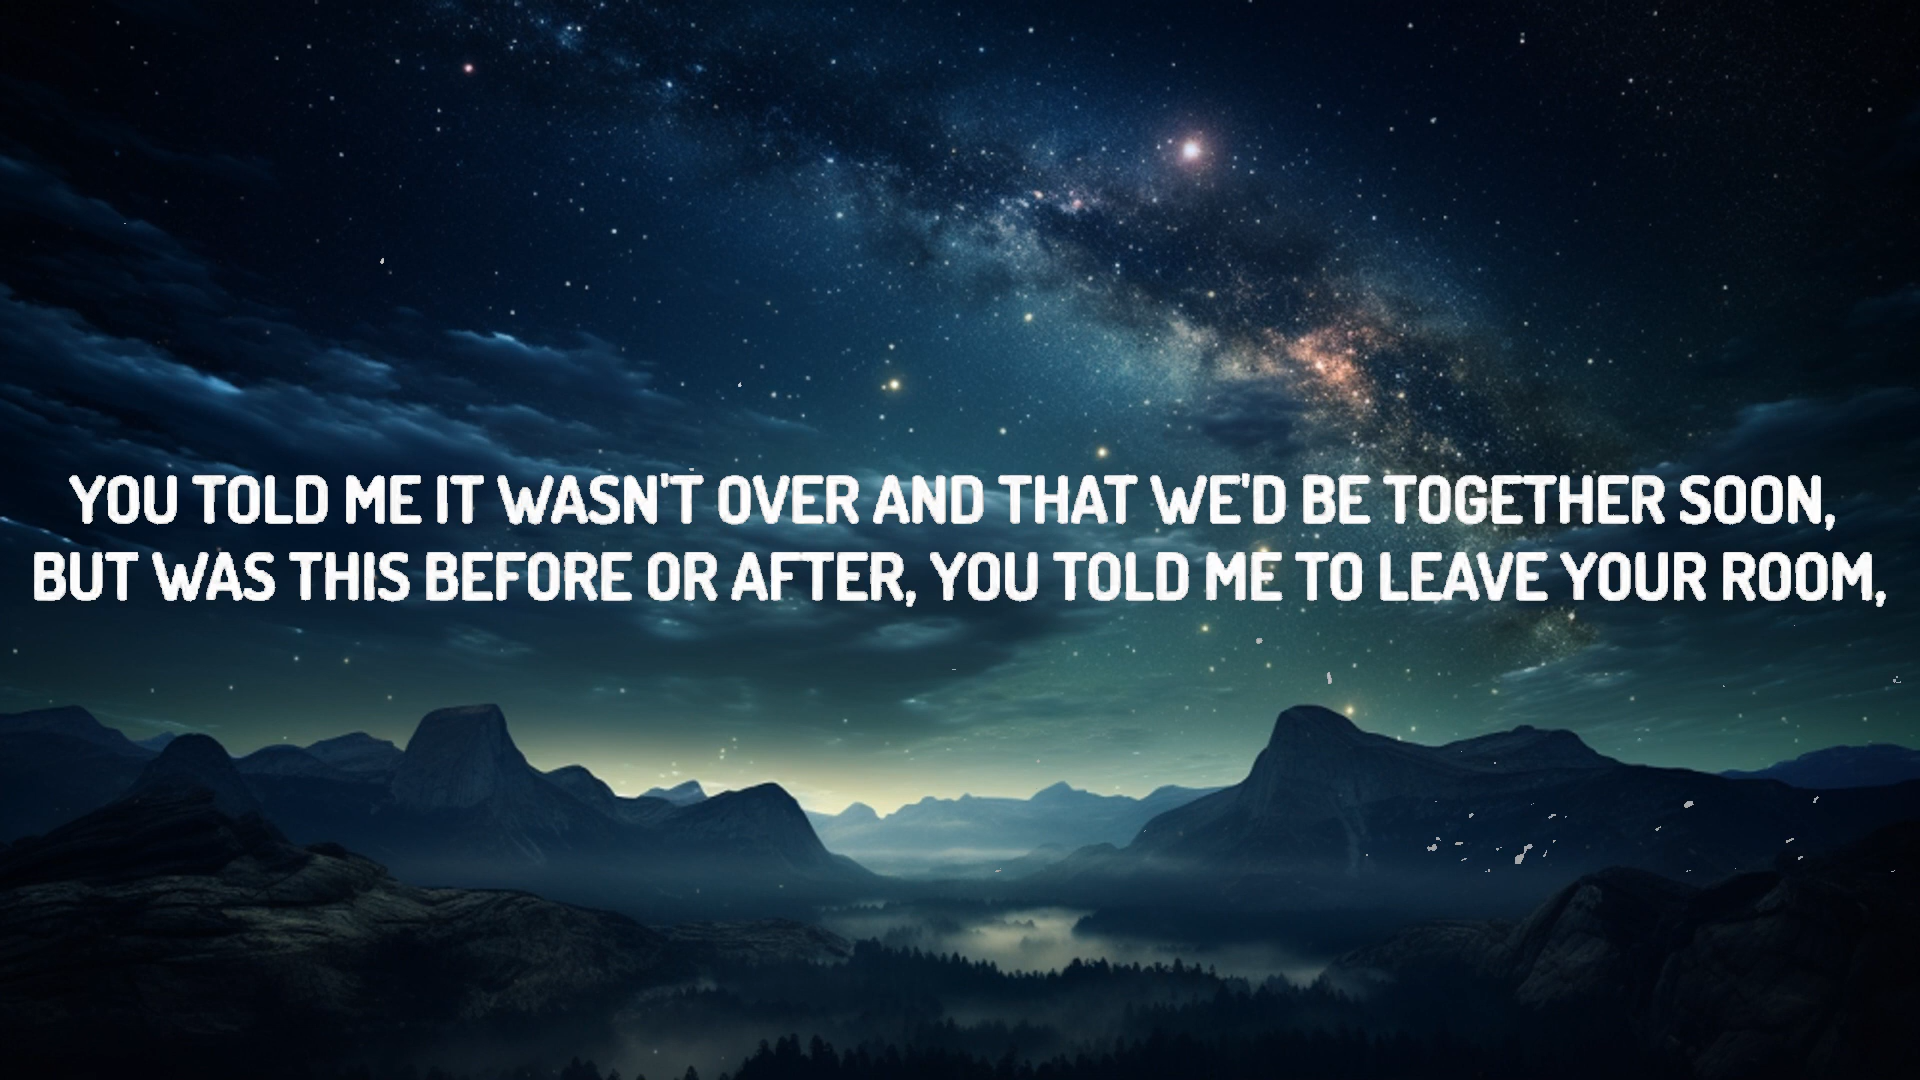 YOU TOLD ME IT WASN'T OVER AND THAT WE'D BE TOGETHER SOON,
BUT WAS THIS BEFORE OR AFTER, YOU TOLD ME TO LEAVE YOUR ROOM,